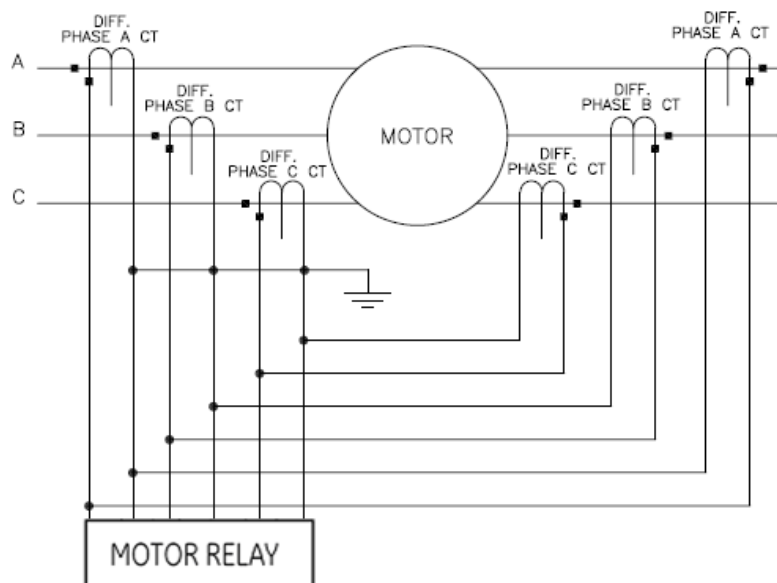 DIFF.
PHASE A CT
DIFF.
PHASE A CT
A
DIFF.
PHASE B CT
DIFF.
PHASE B CT
B
MOTOR
DIFF.
PHASE C CT
DIFF.
PHASE C CT
C
MOTOR RELAY